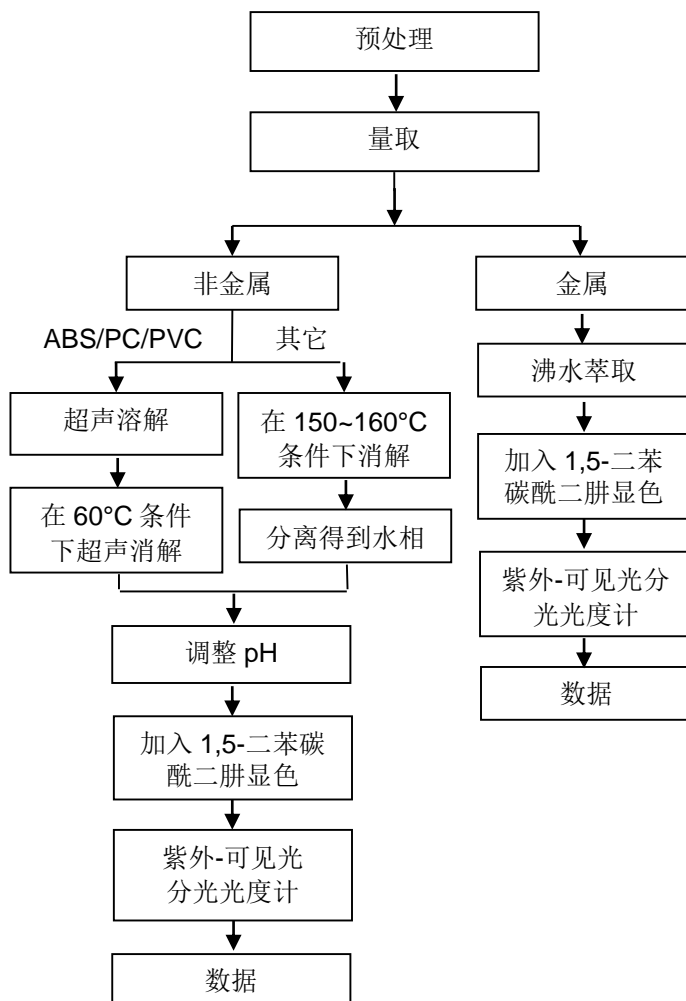 预处理
量取
非金属
金属
ABS/PC/PVC
其它
沸水萃取
超声溶解
在 150~160°C
条件下消解
加入 1,5-二苯
碳酰二肼显色
在 60°C 条件
下超声消解
分离得到水相
紫外-可见光分
光光度计
调整 pH
数据
加入 1,5-二苯碳
酰二肼显色
紫外-可见光
分光光度计
数据